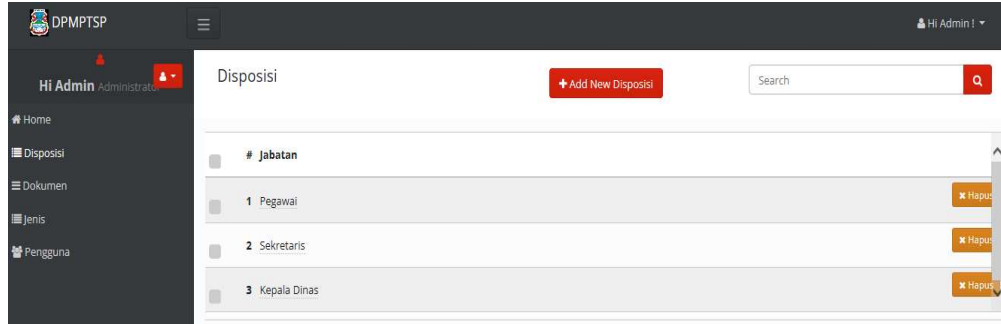 DPMPTSP
Hi Admin !
Hi Admin Administrator
Home
Disposisi
Dokumen
Jenis
Pengguna
Disposisi
Add New Disposisi
Search
# Jabatan
1 Pegawai Hapus
2 Sekretaris Hapus
3 Kepala Dinas Hapus